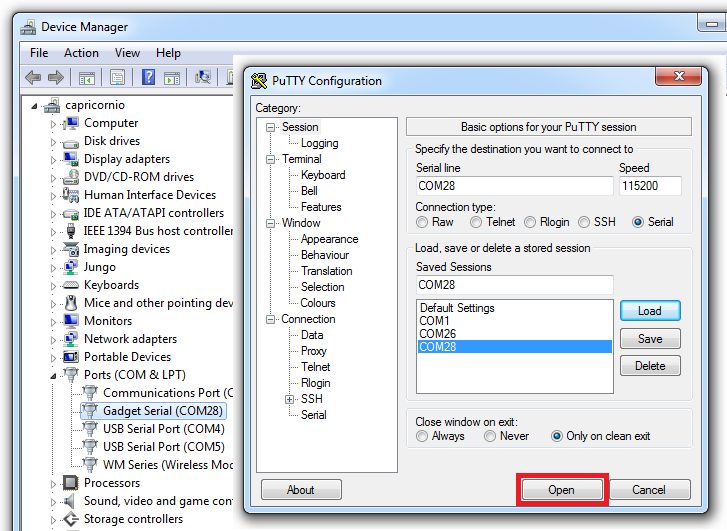 Device Manager
File Action View Help
capricornio
Computer
Disk drives
Display adapters
DVD/CD-ROM drives
Human Interface Devices
IDE ATA/ATAPI controllers
IEEE 1394 Bus host controller
Imaging devices
Jungo
Keyboards
Mice and other pointing dev
Monitors
Network adapters
Portable Devices
Ports (COM & LPT)
Communications Port (C
Gadget Serial (COM28)
USB Serial Port (COM4)
USB Serial Port (COM5)
WM Series (Wireless Mod
Processors
Sound, video and game con
Storage controllers
PuTTY Configuration
Category:
Session
Logging
Terminal
Keyboard
Bell
Features
Window
Appearance
Behaviour
Translation
Selection
Colours
Connection
Data
Proxy
Telnet
Rlogin
SSH
Serial
Basic options for your PuTTY session
Specify the destination you want to connect to
Serial line Speed
COM28 115200
Connection type:
Raw Telnet Rlogin SSH Serial
Load, save or delete a stored session
Saved Sessions
COM28
Default Settings
COM1
COM26
COM28
Load
Save
Delete
Close window on exit:
Always Never Only on clean exit
About Open Cancel